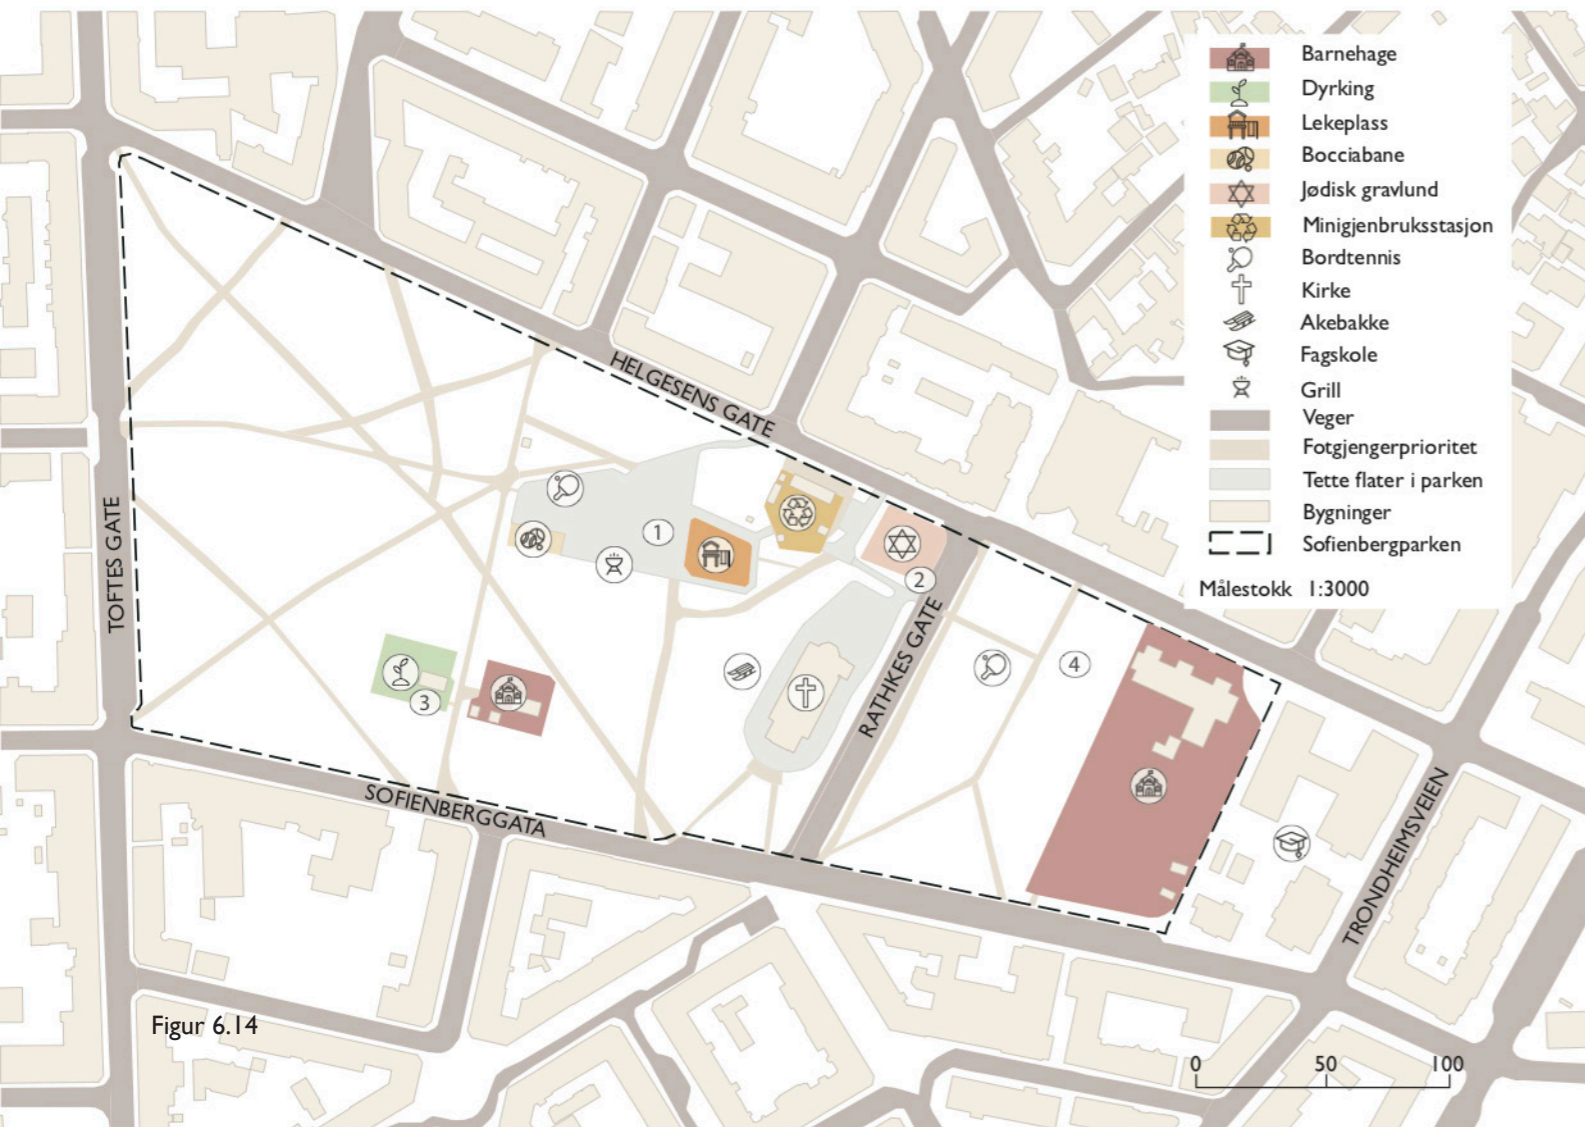 Barnehage
Dyrking
Lekeplass
Bocciabane
Jødisk gravlund
Minigjenbruksstasjon
Bordtennis
Kirke
Akebakke
Fagskole
Grill
Veger
Fotgjengerprioritet
Tette flater i parken
Bygninger
Sofienbergparken
Målestokk 1:3000
HELGESENS GATE
TOFTES GATE
1
2
RATHKES GATE
4
3
SOFIENBERGGATA
TRONDHEIMSVEIEN
Figur 6.14
0 50 100